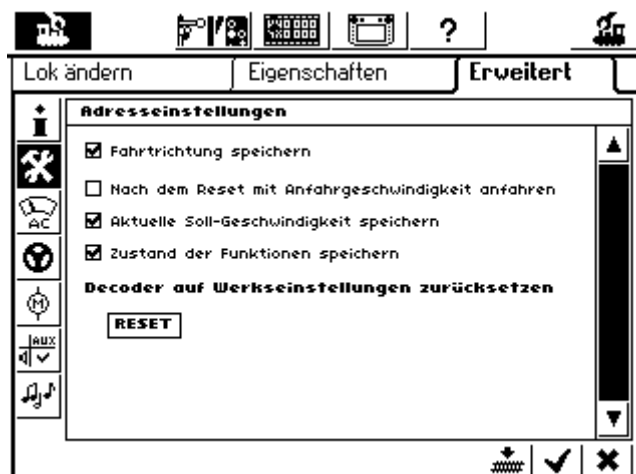 ?
Lok ändern
Eigenschaften
Erweitert
Adresseinstellungen
Fahrtrichtung speichern
Nach dem Reset mit Anfahrgeschwindigkeit anfahren
Aktuelle Soll-Geschwindigkeit speichern
Zustand der Funktionen speichern
Decoder auf Werkseinstellungen zurücksetzen
RESET
AC
M
AUX